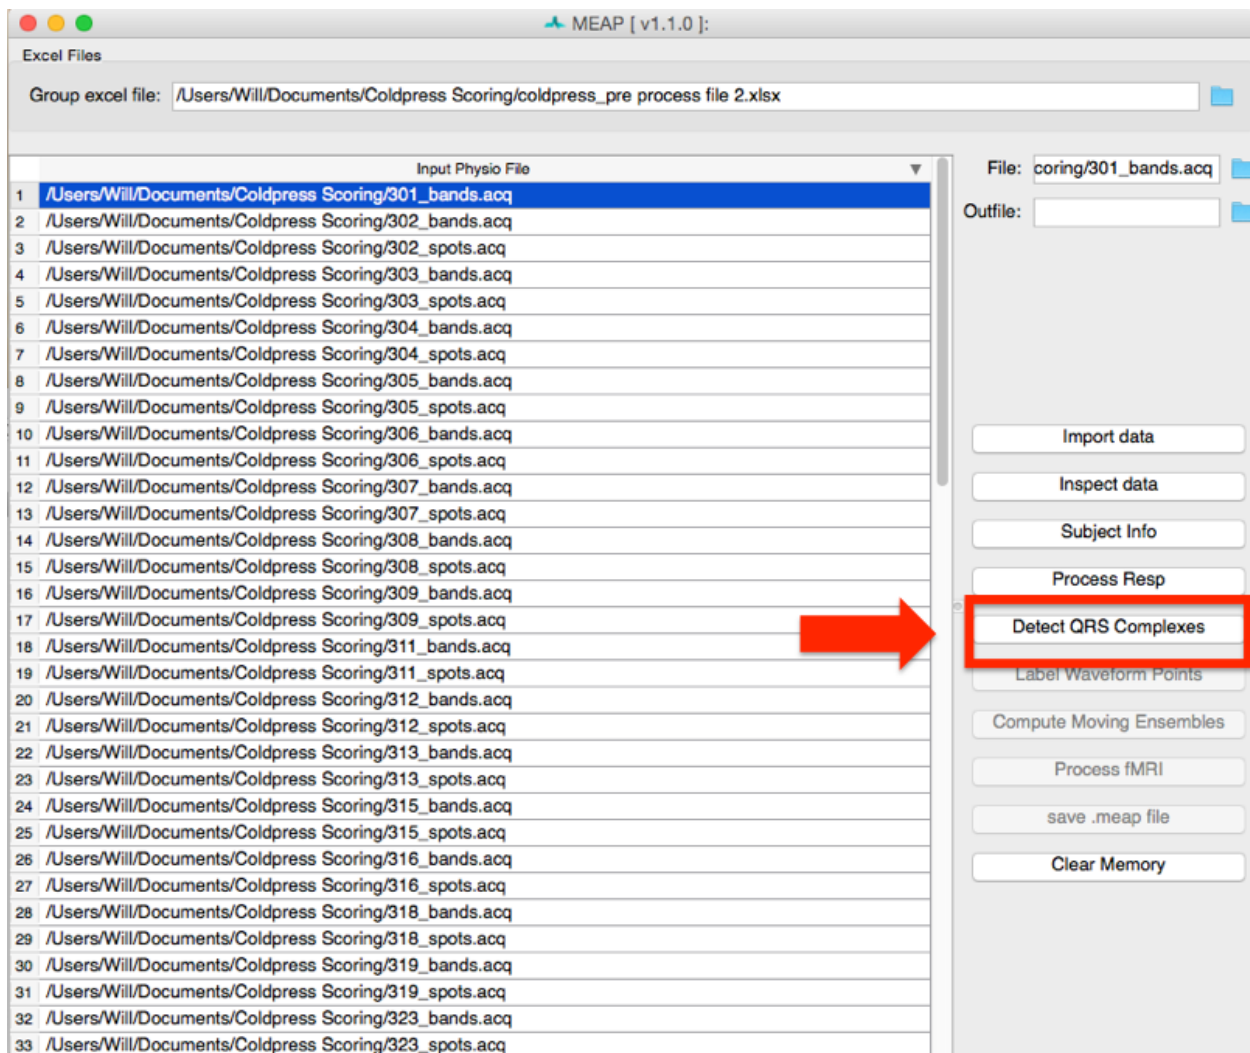 MEAP [ v1.1.0 ]:
Excel Files
Group excel file: /Users/Will/Documents/Coldpress Scoring/coldpress_pre process file 2.xlsx
Input Physio File
File: coring/301_bands.acq
Outfile:
1 /Users/Will/Documents/Coldpress Scoring/301_bands.acq
2 /Users/Will/Documents/Coldpress Scoring/302_bands.acq
3 /Users/Will/Documents/Coldpress Scoring/302_spots.acq
4 /Users/Will/Documents/Coldpress Scoring/303_bands.acq
5 /Users/Will/Documents/Coldpress Scoring/303_spots.acq
6 /Users/Will/Documents/Coldpress Scoring/304_bands.acq
7 /Users/Will/Documents/Coldpress Scoring/304_spots.acq
8 /Users/Will/Documents/Coldpress Scoring/305_bands.acq
9 /Users/Will/Documents/Coldpress Scoring/305_spots.acq
10 /Users/Will/Documents/Coldpress Scoring/306_bands.acq
11 /Users/Will/Documents/Coldpress Scoring/306_spots.acq
12 /Users/Will/Documents/Coldpress Scoring/307_bands.acq
13 /Users/Will/Documents/Coldpress Scoring/307_spots.acq
14 /Users/Will/Documents/Coldpress Scoring/308_bands.acq
15 /Users/Will/Documents/Coldpress Scoring/308_spots.acq
16 /Users/Will/Documents/Coldpress Scoring/309_bands.acq
17 /Users/Will/Documents/Coldpress Scoring/309_spots.acq
18 /Users/Will/Documents/Coldpress Scoring/311_bands.acq
19 /Users/Will/Documents/Coldpress Scoring/311_spots.acq
20 /Users/Will/Documents/Coldpress Scoring/312_bands.acq
21 /Users/Will/Documents/Coldpress Scoring/312_spots.acq
22 /Users/Will/Documents/Coldpress Scoring/313_bands.acq
23 /Users/Will/Documents/Coldpress Scoring/313_spots.acq
24 /Users/Will/Documents/Coldpress Scoring/315_bands.acq
25 /Users/Will/Documents/Coldpress Scoring/315_spots.acq
26 /Users/Will/Documents/Coldpress Scoring/316_bands.acq
27 /Users/Will/Documents/Coldpress Scoring/316_spots.acq
28 /Users/Will/Documents/Coldpress Scoring/318_bands.acq
29 /Users/Will/Documents/Coldpress Scoring/318_spots.acq
30 /Users/Will/Documents/Coldpress Scoring/319_bands.acq
31 /Users/Will/Documents/Coldpress Scoring/319_spots.acq
32 /Users/Will/Documents/Coldpress Scoring/323_bands.acq
33 /Users/Will/Documents/Coldpress Scoring/323_spots.acq
Import data
Inspect data
Subject Info
Process Resp
Detect QRS Complexes
Label Waveform Points
Compute Moving Ensembles
Process fMRI
save .meap file
Clear Memory